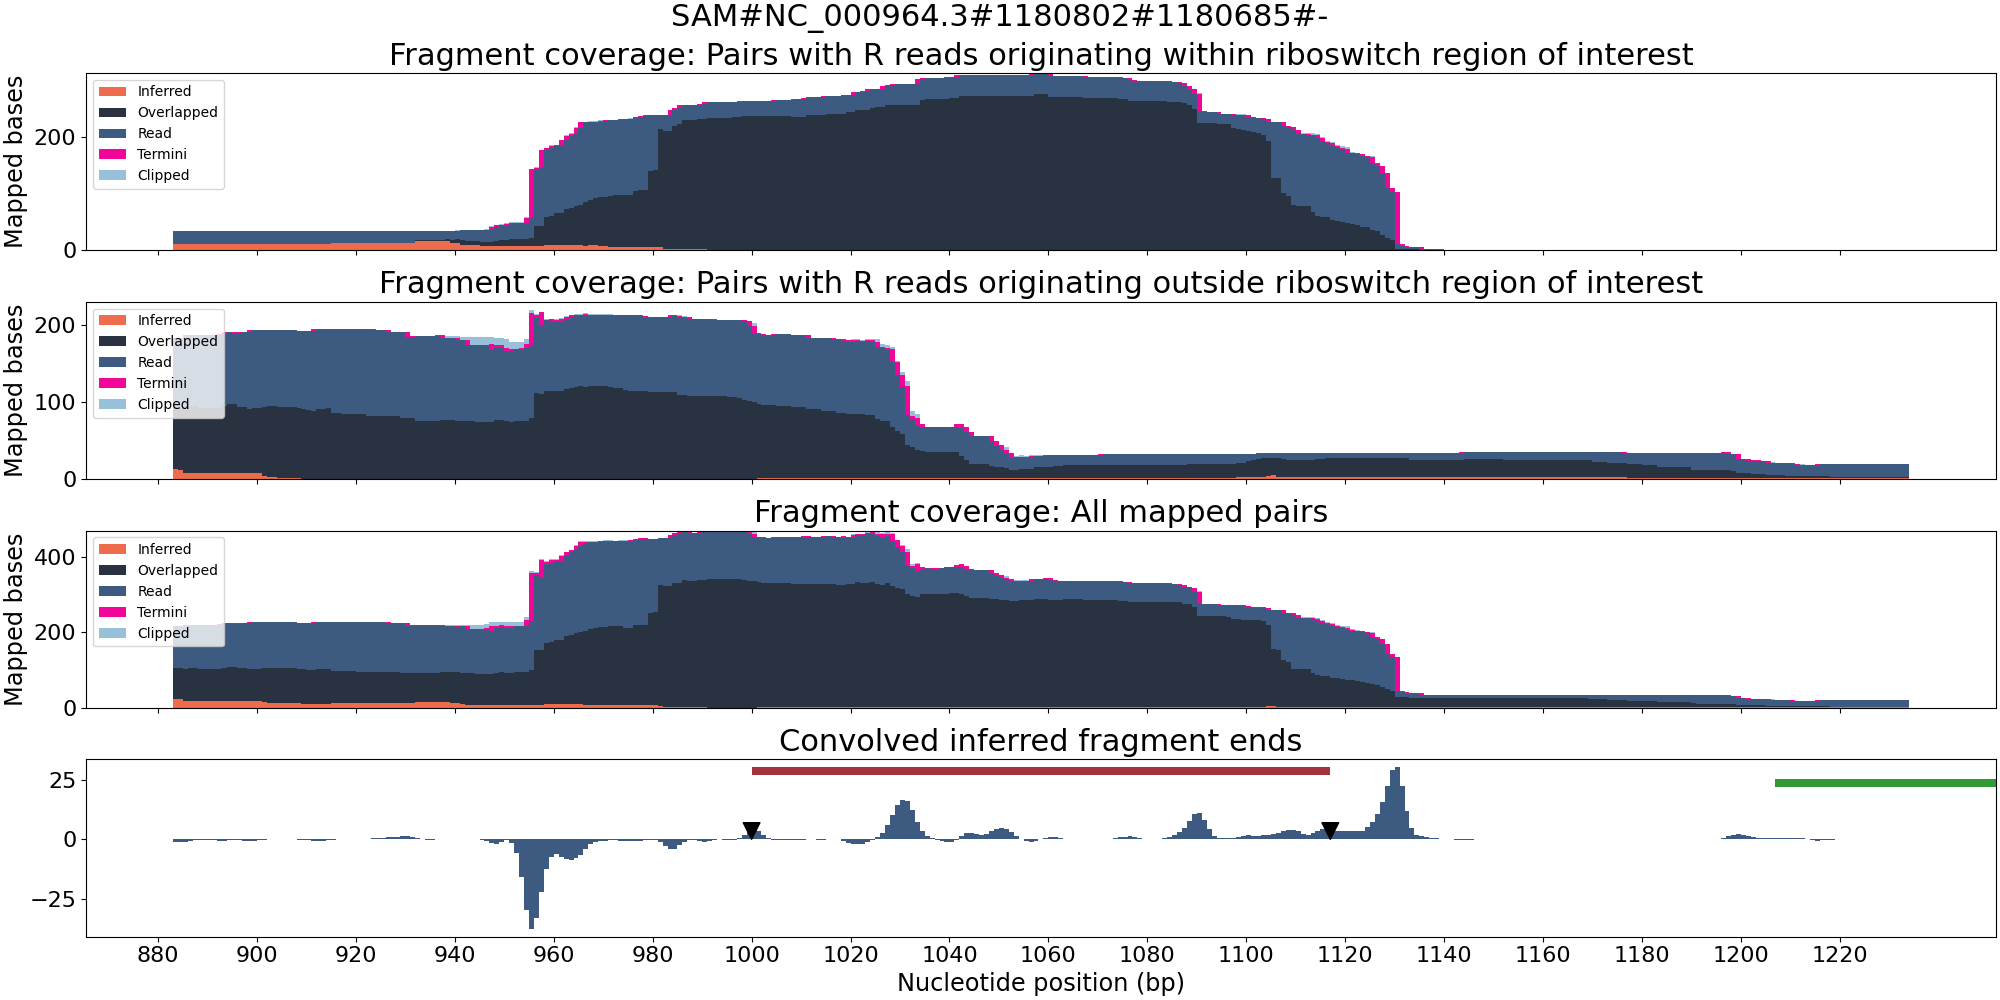 SAM#NC_000964.3#1180802#1180685#-
Fragment coverage: Pairs with R reads originating within riboswitch region of interest
Mapped bases
200
0
Inferred
Overlapped
Read
Termini
Clipped
Fragment coverage: Pairs with R reads originating outside riboswitch region of interest
Mapped bases
200
100
0
Inferred
Overlapped
Read
Termini
Clipped
Fragment coverage: All mapped pairs
Mapped bases
400
200
0
Inferred
Overlapped
Read
Termini
Clipped
Convolved inferred fragment ends
25
0
−25
880 900 920 940 960 980 1000 1020 1040 1060 1080 1100 1120 1140 1160 1180 1200 1220
Nucleotide position (bp)